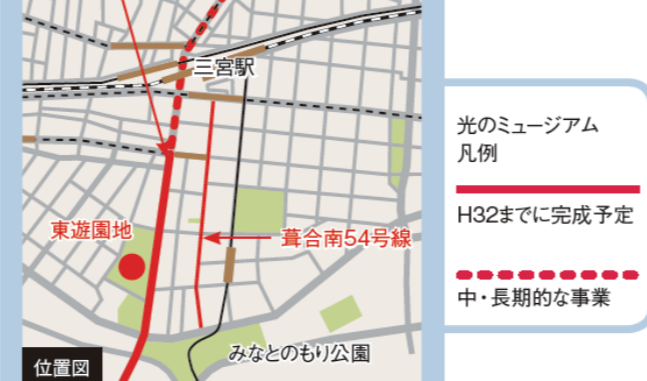 三宮駅
東遊園地
葺合南54号線
みなとのもり公園
位置図
光のミュージアム
凡例
H32までに完成予定
中・長期的な事業